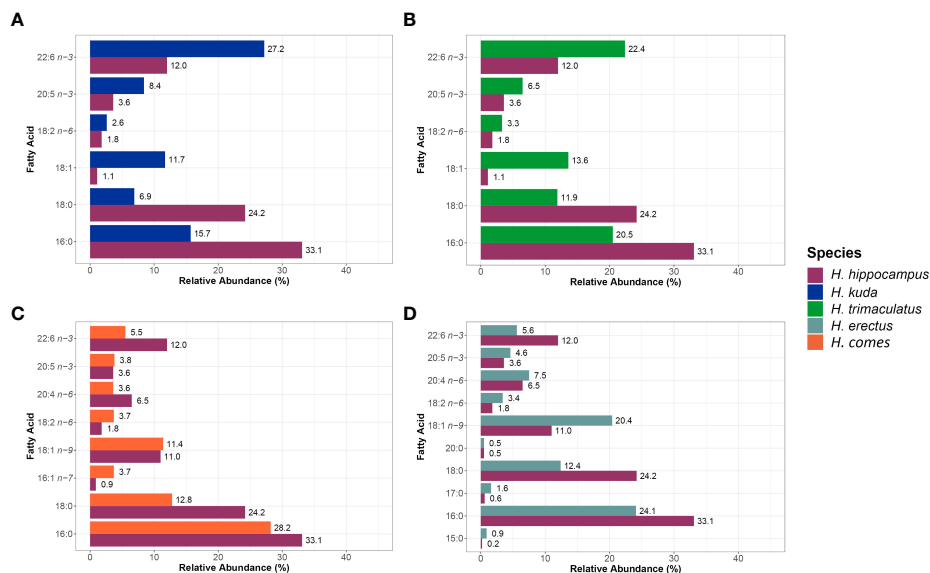 A
22:6 n−3
27.2
12.0
20:5 n−3
8.4
3.6
18:2 n−6
2.6
1.8
18:1
11.7
1.1
18:0
6.9
24.2
16:0
15.7
33.1
0 10 20 30 40
Relative Abundance (%)
Fatty Acid
B
22:6 n−3
22.4
12.0
20:5 n−3
6.5
3.6
18:2 n−6
3.3
1.8
18:1
13.6
1.1
18:0
11.9
24.2
16:0
20.5
33.1
0 10 20 30 40
Relative Abundance (%)
Fatty Acid
Species
H. hippocampus
H. kuda
H. trimaculatus
H. erectus
H. comes
C
22:6 n−3
5.5
12.0
20:5 n−3
3.8
3.6
20:4 n−6
3.6
6.5
18:2 n−6
3.7
1.8
18:1 n−9
11.4
11.0
16:1 n−7
3.7
0.9
18:0
12.8
24.2
16:0
28.2
33.1
0 10 20 30 40
Relative Abundance (%)
Fatty Acid
D
22:6 n−3
5.6
12.0
20:5 n−3
4.6
3.6
20:4 n−6
7.5
6.5
18:2 n−6
3.4
1.8
18:1 n−9
20.4
11.0
20:0
0.5
0.5
18:0
12.4
24.2
17:0
1.6
0.6
16:0
24.1
33.1
15:0
0.9
0.2
0 10 20 30 40
Relative Abundance (%)
Fatty Acid